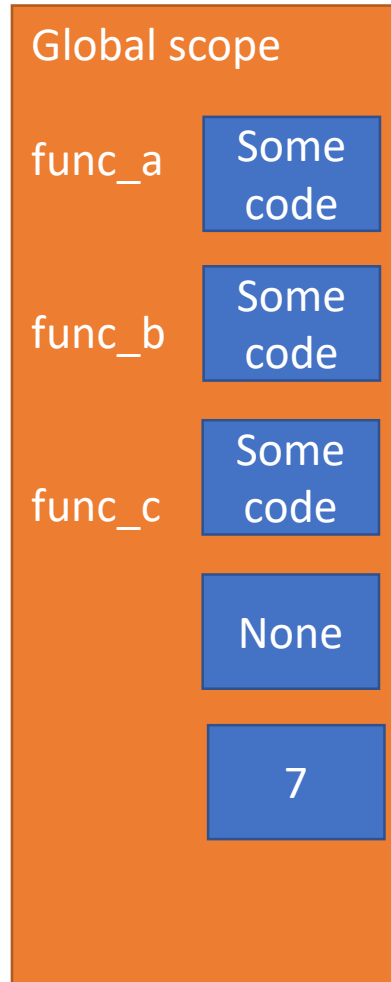 Global scope
func_a
Some
code
func_b
Some
code
func_c
Some
code
None
7